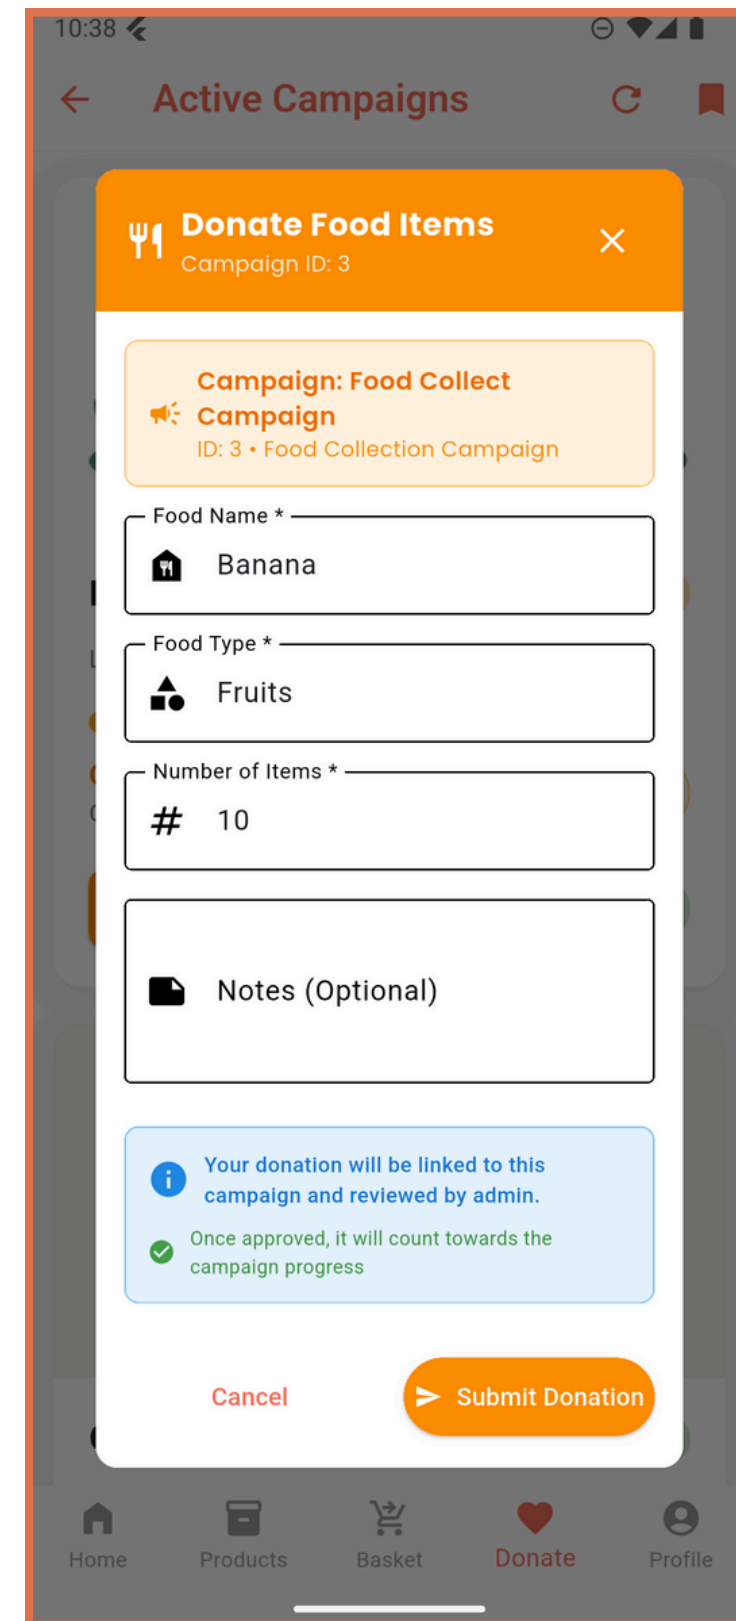 10:38
Active Campaigns
Donate Food Items
Campaign ID: 3
Campaign: Food Collect
Campaign
ID: 3 • Food Collection Campaign
Food Name *
Banana
Food Type *
Fruits
Number of Items *
# 10
Notes (Optional)
Your donation will be linked to this
campaign and reviewed by admin.
Once approved, it will count towards the
campaign progress
Cancel
Submit Donation
Home
Products
Basket
Donate
Profile